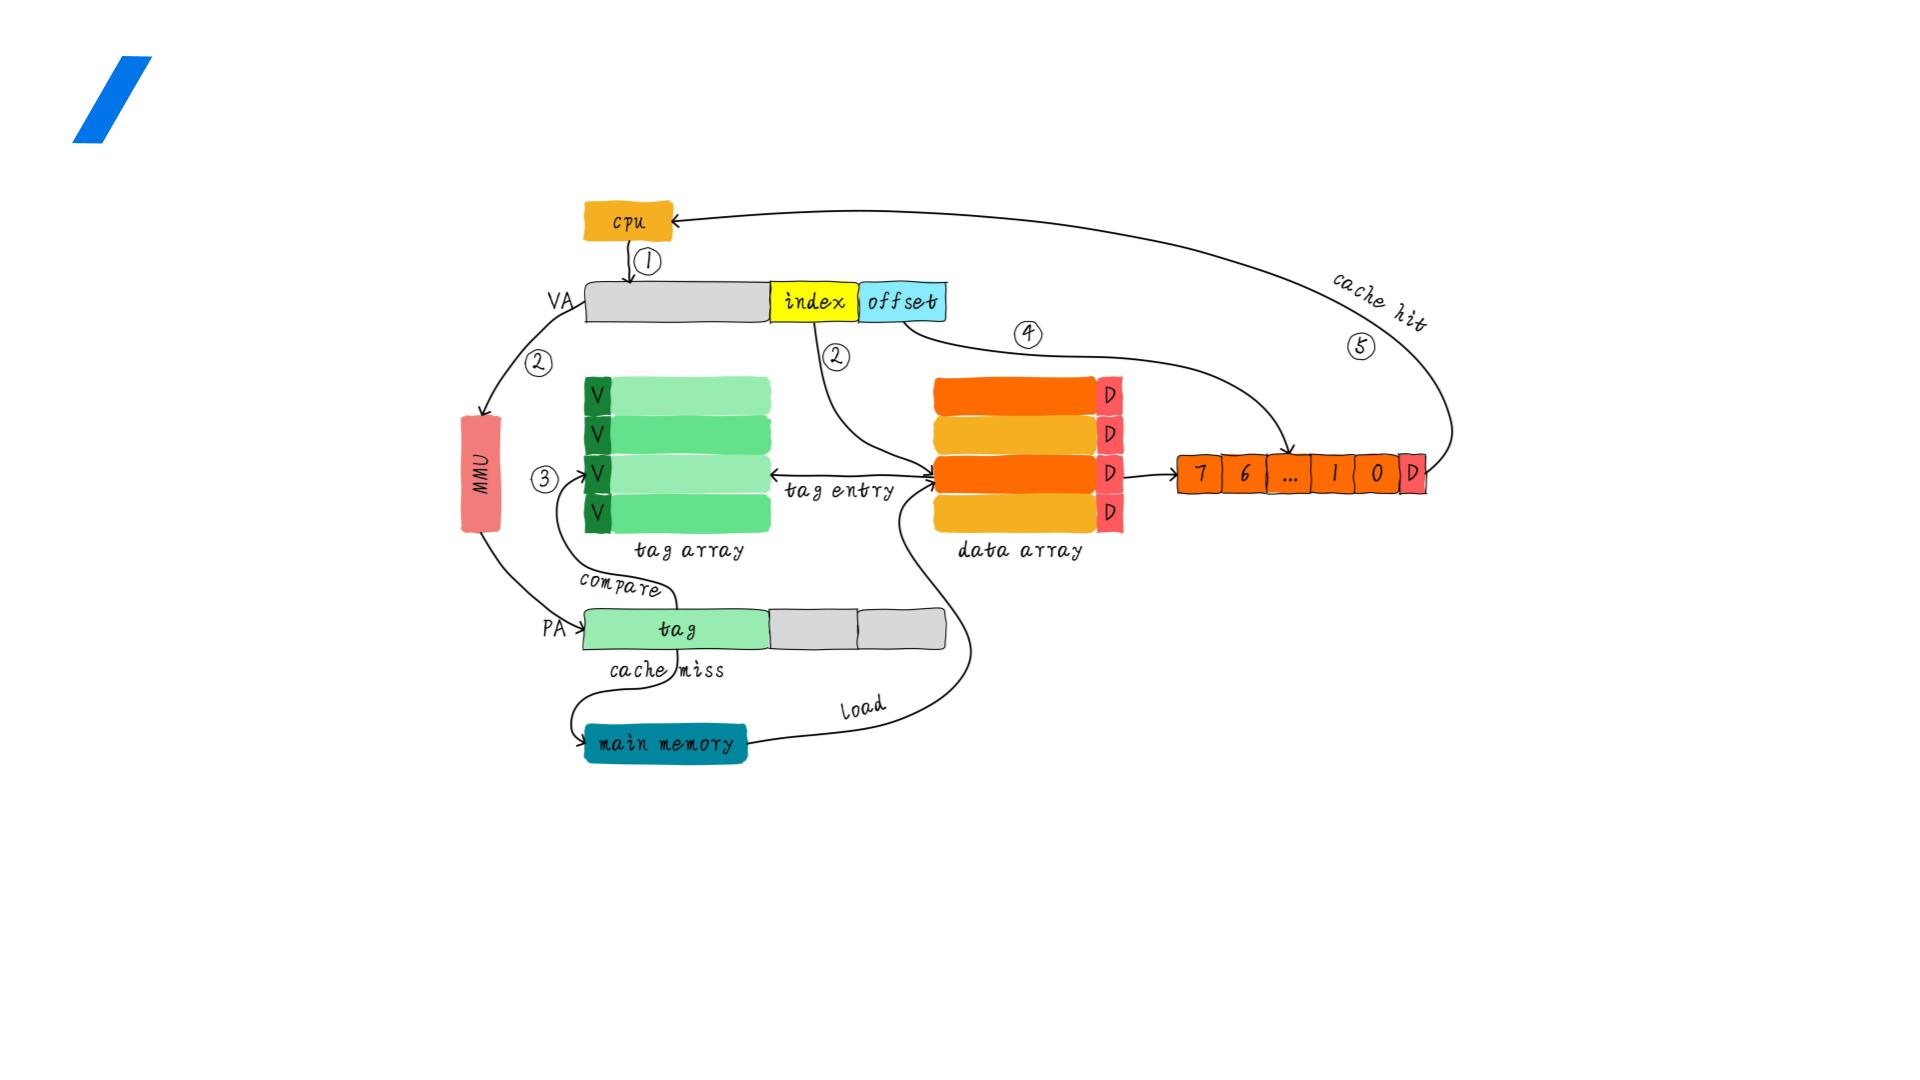 cpu
①
VA
index
offset
②
②
④
cache hit
⑤
V
D
V
D
MMU
③
V
tag entry
D
7 6 ... 1 0 D
V
D
tag array
data array
compare
PA
tag
cache miss
load
main memory